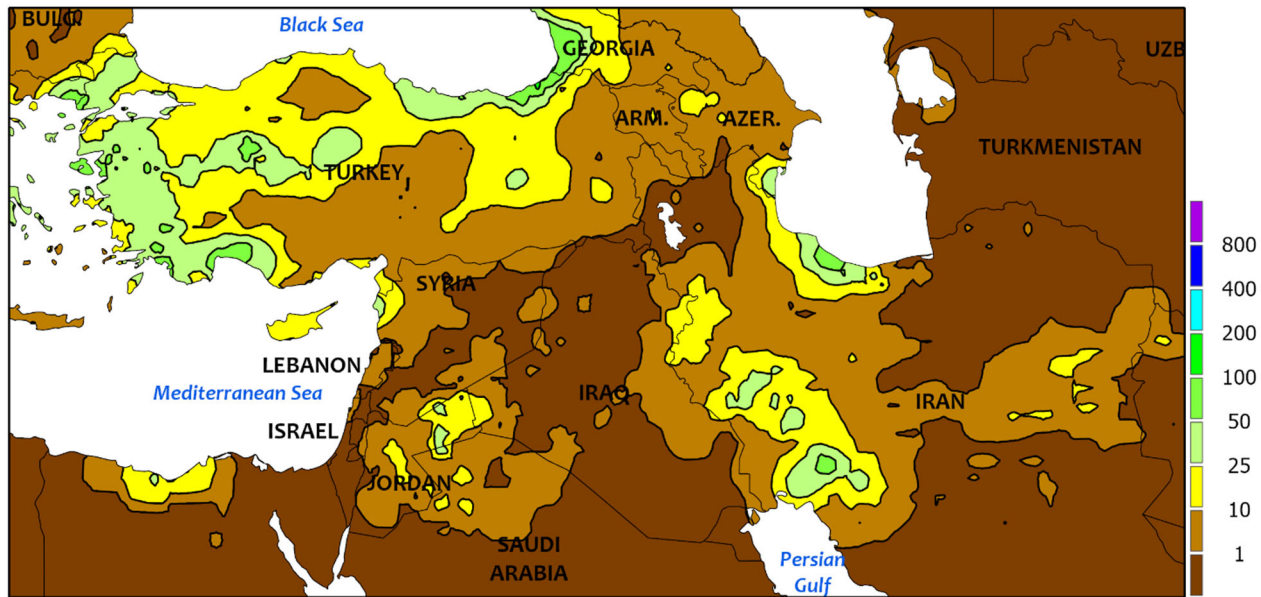 BULG.
Black Sea
GEORGIA
UZB
ARM.
AZER.
TURKMENISTAN
TURKEY
SYRIA
LEBANON
Mediterranean Sea
IRAQ
IRAN
ISRAEL
JORDAN
SAUDI
ARABIA
Persian
Gulf
800
400
200
100
50
25
10
1